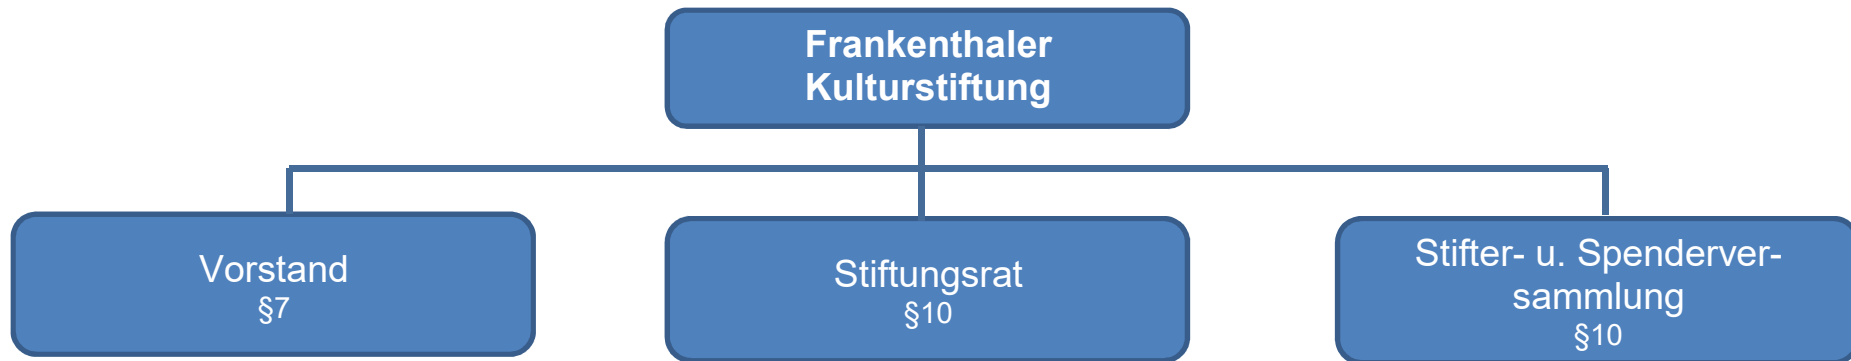 Frankenthaler
Kulturstiftung
Vorstand
§7
Stiftungsrat
§10
Stifter- u. Spenderver-
sammlung
§10